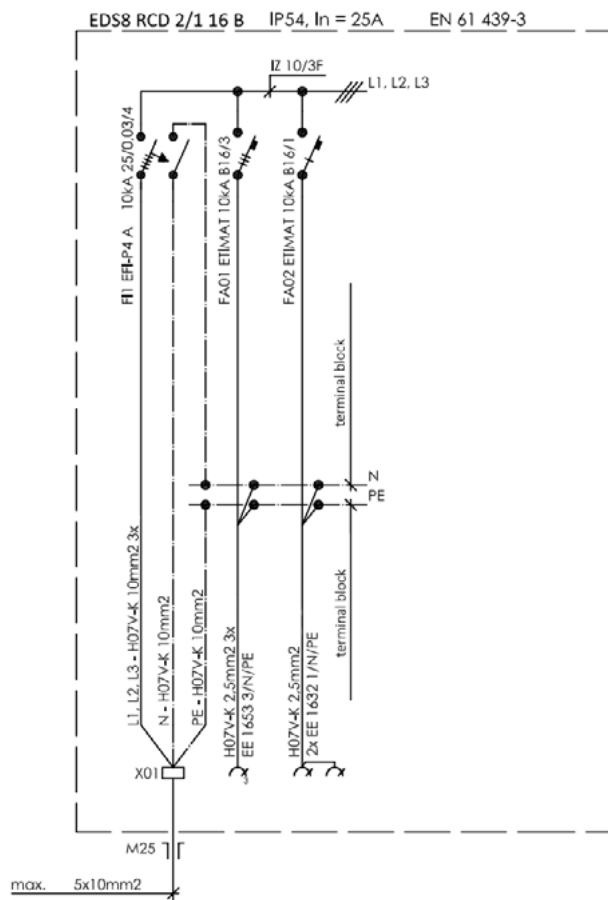 EDS8 RCD 2/1 16 B IP54, In = 25A EN 61 439-3
IZ 10/3F
L1, L2, L3
FI1 EFI-P4 A 10kA 25/0,03/4
FA01 ETIMAT 10kA B16/3
FA02 ETIMAT 10kA B16/1
terminal block
N
PE
terminal block
L1, L2, L3 - H07V-K 10mm2 3x
N - H07V-K 10mm2
PE - H07V-K 10mm2
H07V-K 2,5mm2 3x
EE 1653 3/N/PE
H07V-K 2,5mm2
2x EE 1632 1/N/PE
X01
3
M25
max. 5x10mm2